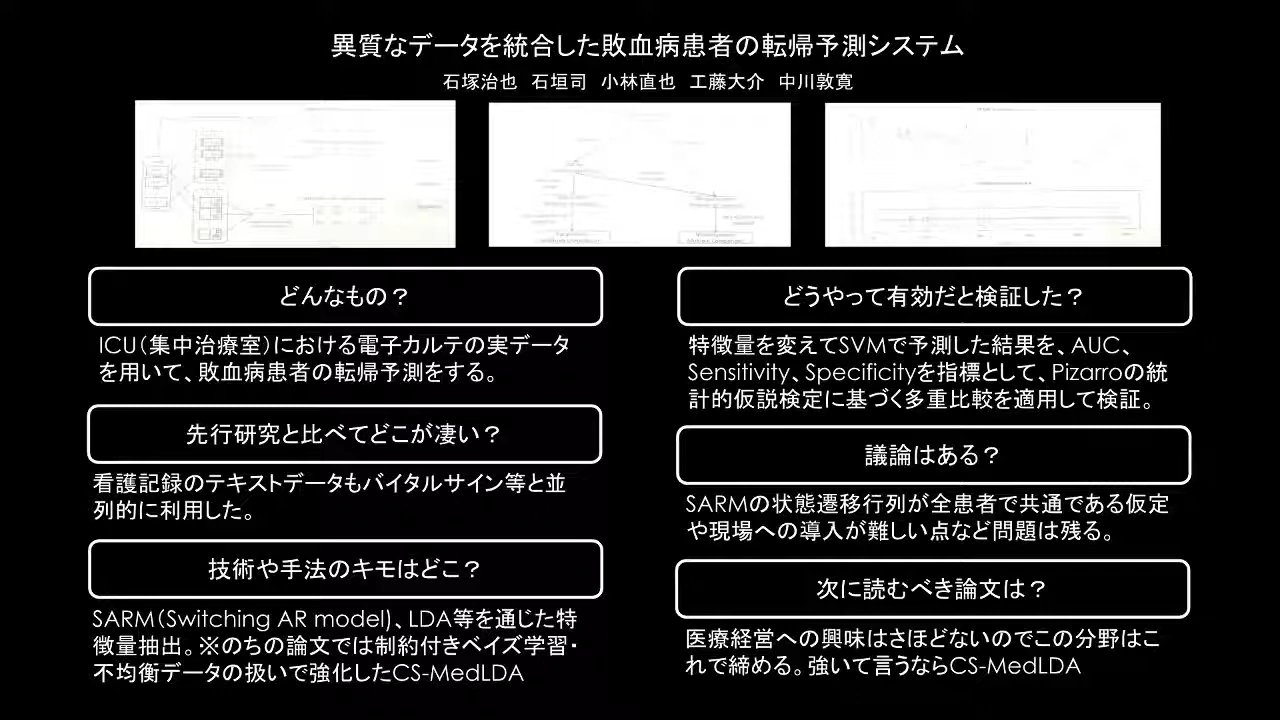 異質なデータを統合した敗血病患者の転帰予測システム
石塚治也 石垣司 小林直也 工藤大介 中川敦寛
どんなもの？
ICU（集中治療室）における電子カルテの実データ
を用いて、敗血病患者の転帰予測をする。
先行研究と比べてどこが凄い？
看護記録のテキストデータもバイタルサイン等と並
列的に利用した。
技術や手法のキモはどこ？
SARM（Switching AR model)、LDA等を通じた特
徴量抽出。※のちの論文では制約付きベイズ学習・
不均衡データの扱いで強化したCS-MedLDA
どうやって有効だと検証した？
特徴量を変えてSVMで予測した結果を、AUC、
Sensitivity、Specificityを指標として、Pizarroの統
計的仮説検定に基づく多重比較を適用して検証。
議論はある？
SARMの状態遷移行列が全患者で共通である仮定
や現場への導入が難しい点など問題は残る。
次に読むべき論文は？
医療経営への興味はさほどないのでこの分野はこ
れで締める。強いて言うならCS-MedLDA